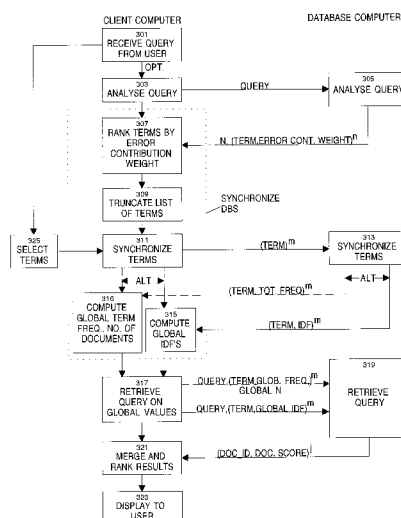 CLIENT COMPUTER
DATABASE COMPUTER
301
RECEIVE QUERY
FROM USER
OPT.
303
ANALYSE QUERY
QUERY
305
ANALYSE QUERY
307
RANK TERMS BY
ERROR
CONTRIBUTION
WEIGHT
N, (TERM,ERROR CONT. WEIGHT)n
309
TRUNCATE LIST
OF TERMS
SYNCHRONIZE
DBS
325
SELECT
TERMS
311
SYNCHRONIZE
TERMS
(TERM)m
313
SYNCHRONIZE
TERMS
ALT
ALT
(TERM, TOT. FREQ)m
316
COMPUTE
GLOBAL TERM
FREQ., NO. OF
DOCUMENTS
315
COMPUTE
GLOBAL
IDF'S
(TERM, IDF)m
317
RETRIEVE
QUERY ON
GLOBAL VALUES
QUERY,(TERM,GLOB. FREQ.)m
GLOBAL N
QUERY,(TERM,GLOBAL IDF)m
319
RETRIEVE
QUERY
321
MERGE AND
RANK RESULTS
(DOC_ID, DOC. SCORE)j
323
DISPLAY TO
USER